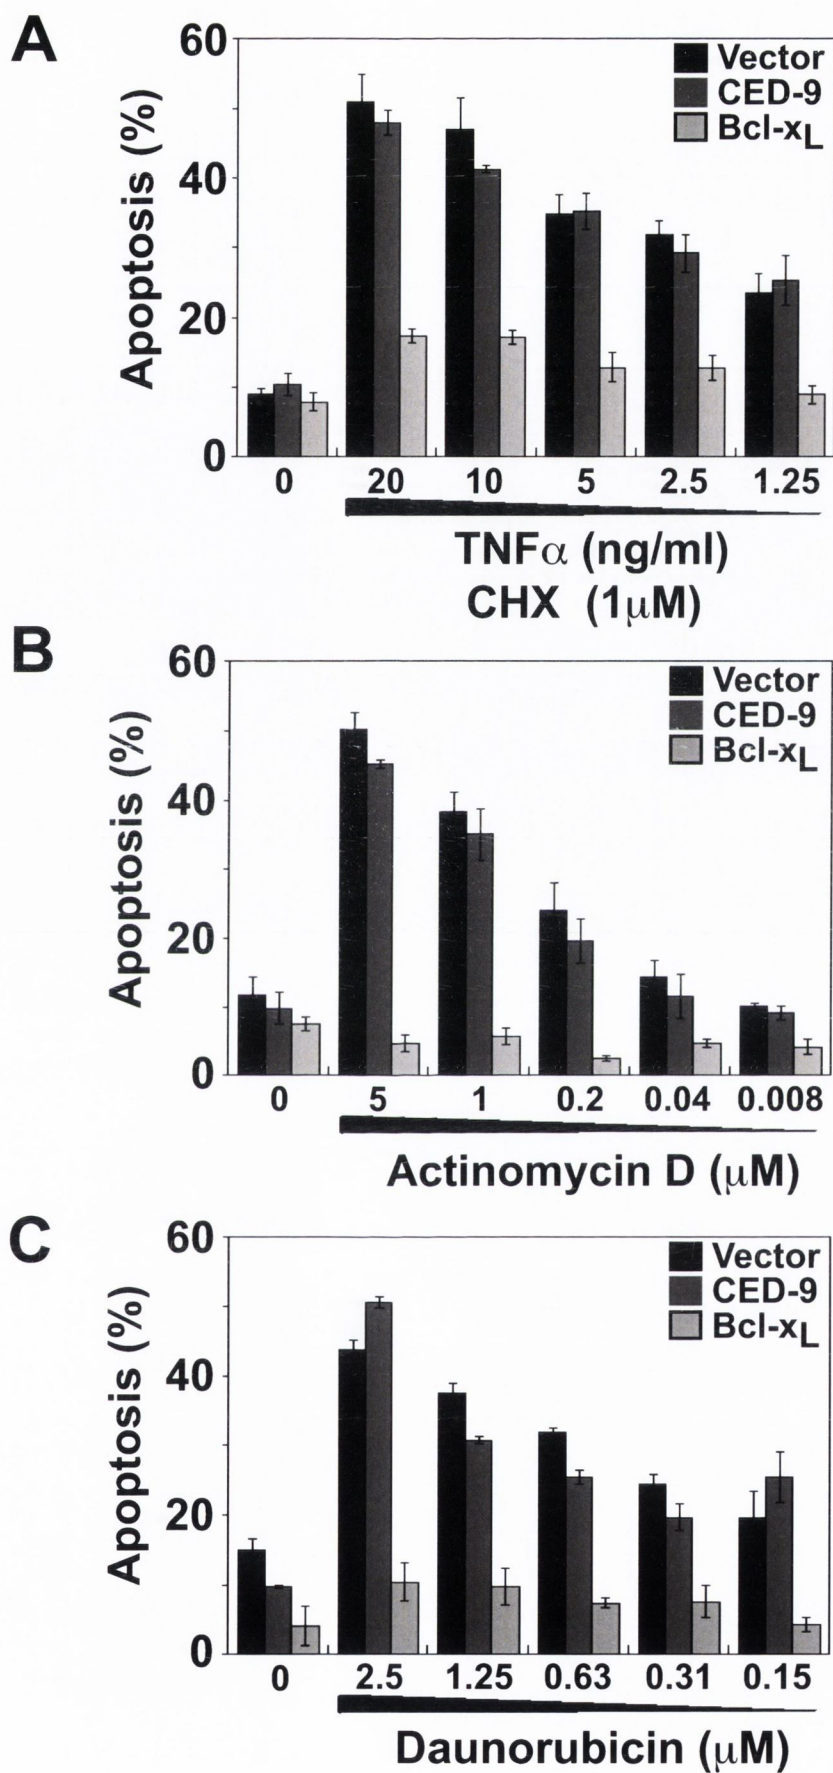 A
60
40
20
0
Apoptosis (%)
Vector
CED-9
Bcl-xL
0 20 10 5 2.5 1.25
TNFα (ng/ml)
CHX (1μM)
B
60
40
20
0
Apoptosis (%)
Vector
CED-9
Bcl-xL
0 5 1 0.2 0.04 0.008
Actinomycin D (μM)
C
60
40
20
0
Apoptosis (%)
Vector
CED-9
Bcl-xL
0 2.5 1.25 0.63 0.31 0.15
Daunorubicin (μM)